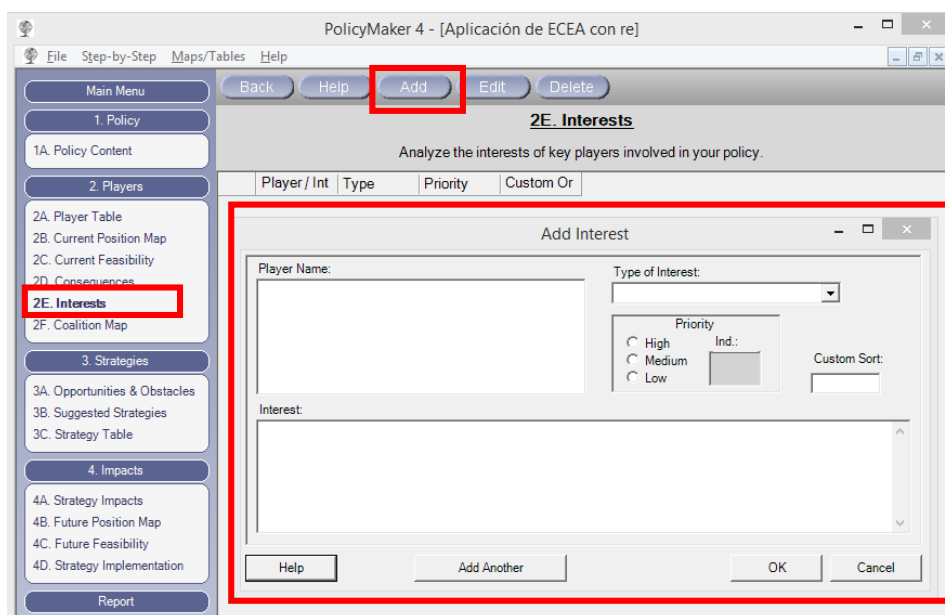 PolicyMaker 4 - [Aplicación de ECEA con re]
File Step-by-Step Maps/Tables Help
Main Menu
1. Policy
1A. Policy Content
2. Players
2A. Player Table
2B. Current Position Map
2C. Current Feasibility
2D. Consequences
2E. Interests
2F. Coalition Map
3. Strategies
3A. Opportunities & Obstacles
3B. Suggested Strategies
3C. Strategy Table
4. Impacts
4A. Strategy Impacts
4B. Future Position Map
4C. Future Feasibility
4D. Strategy Implementation
Report
Back Help Add Edit Delete
2E. Interests
Analyze the interests of key players involved in your policy.
Player / Int Type Priority Custom Or
Add Interest
Player Name:
Type of Interest:
Priority
High Ind.:
Medium
Low
Custom Sort:
Interest:
Help Add Another OK Cancel